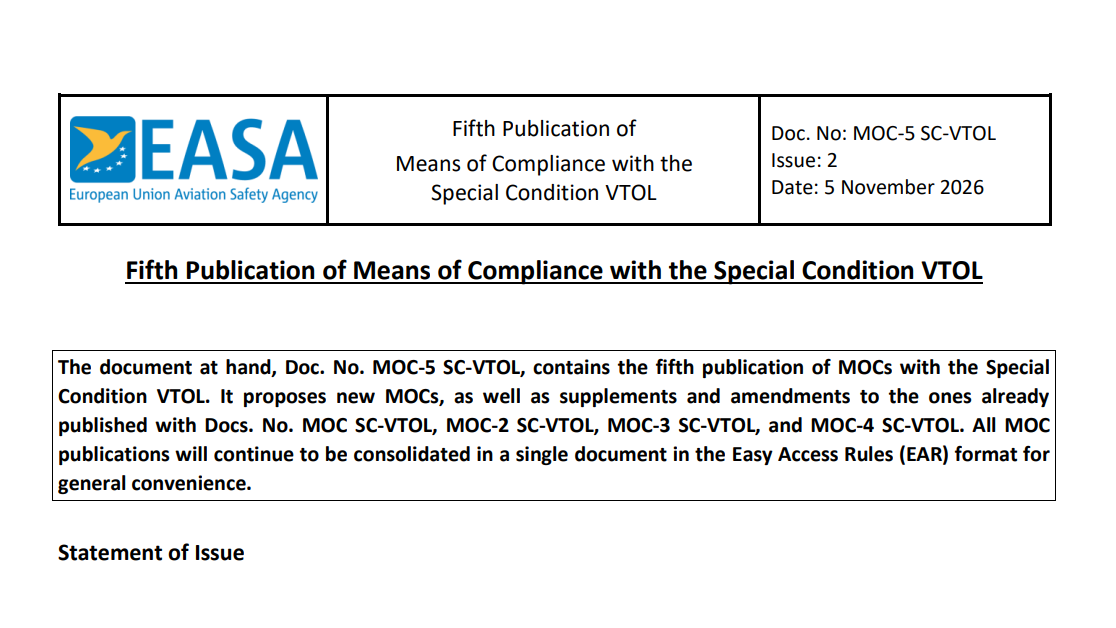 EASA
European Union Aviation Safety Agency
Fifth Publication of
Means of Compliance with the
Special Condition VTOL
Doc. No: MOC-5 SC-VTOL
Issue: 2
Date: 5 November 2026
Fifth Publication of Means of Compliance with the Special Condition VTOL
The document at hand, Doc. No. MOC-5 SC-VTOL, contains the fifth publication of MOCs with the Special
Condition VTOL. It proposes new MOCs, as well as supplements and amendments to the ones already
published with Docs. No. MOC SC-VTOL, MOC-2 SC-VTOL, MOC-3 SC-VTOL, and MOC-4 SC-VTOL. All MOC
publications will continue to be consolidated in a single document in the Easy Access Rules (EAR) format for
general convenience.
Statement of Issue